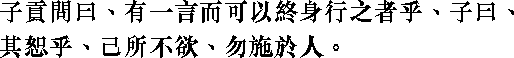 子貢問曰、有一言而可以終身行之者乎、子曰、
其恕乎、己所不欲、勿施於人。